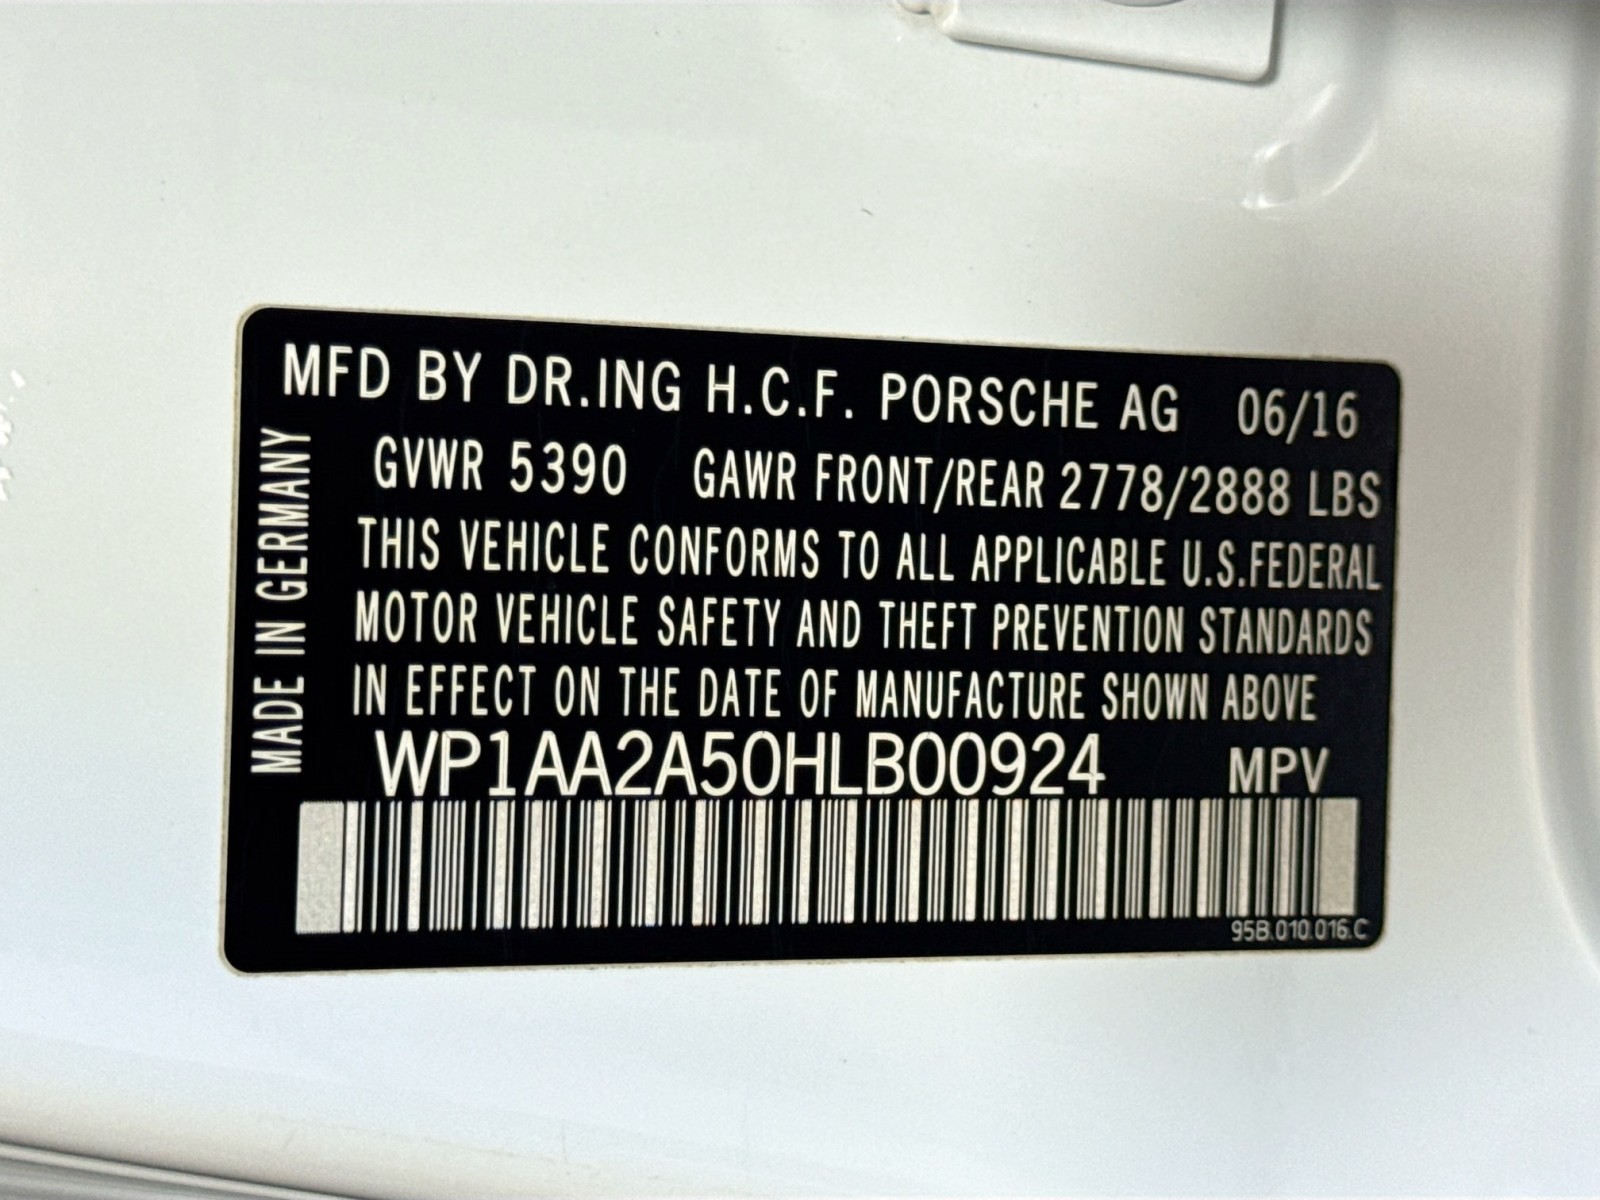 MFD BY DR.ING H.C.F. PORSCHE AG 06/16
GVWR 5390 GAWR FRONT/REAR 2778/2888 LBS
THIS VEHICLE CONFORMS TO ALL APPLICABLE U.S.FEDERAL
MOTOR VEHICLE SAFETY AND THEFT PREVENTION STANDARDS
IN EFFECT ON THE DATE OF MANUFACTURE SHOWN ABOVE
WP1AA2A50HLB00924 MPV
95B.010.016.C
MADE IN GERMANY